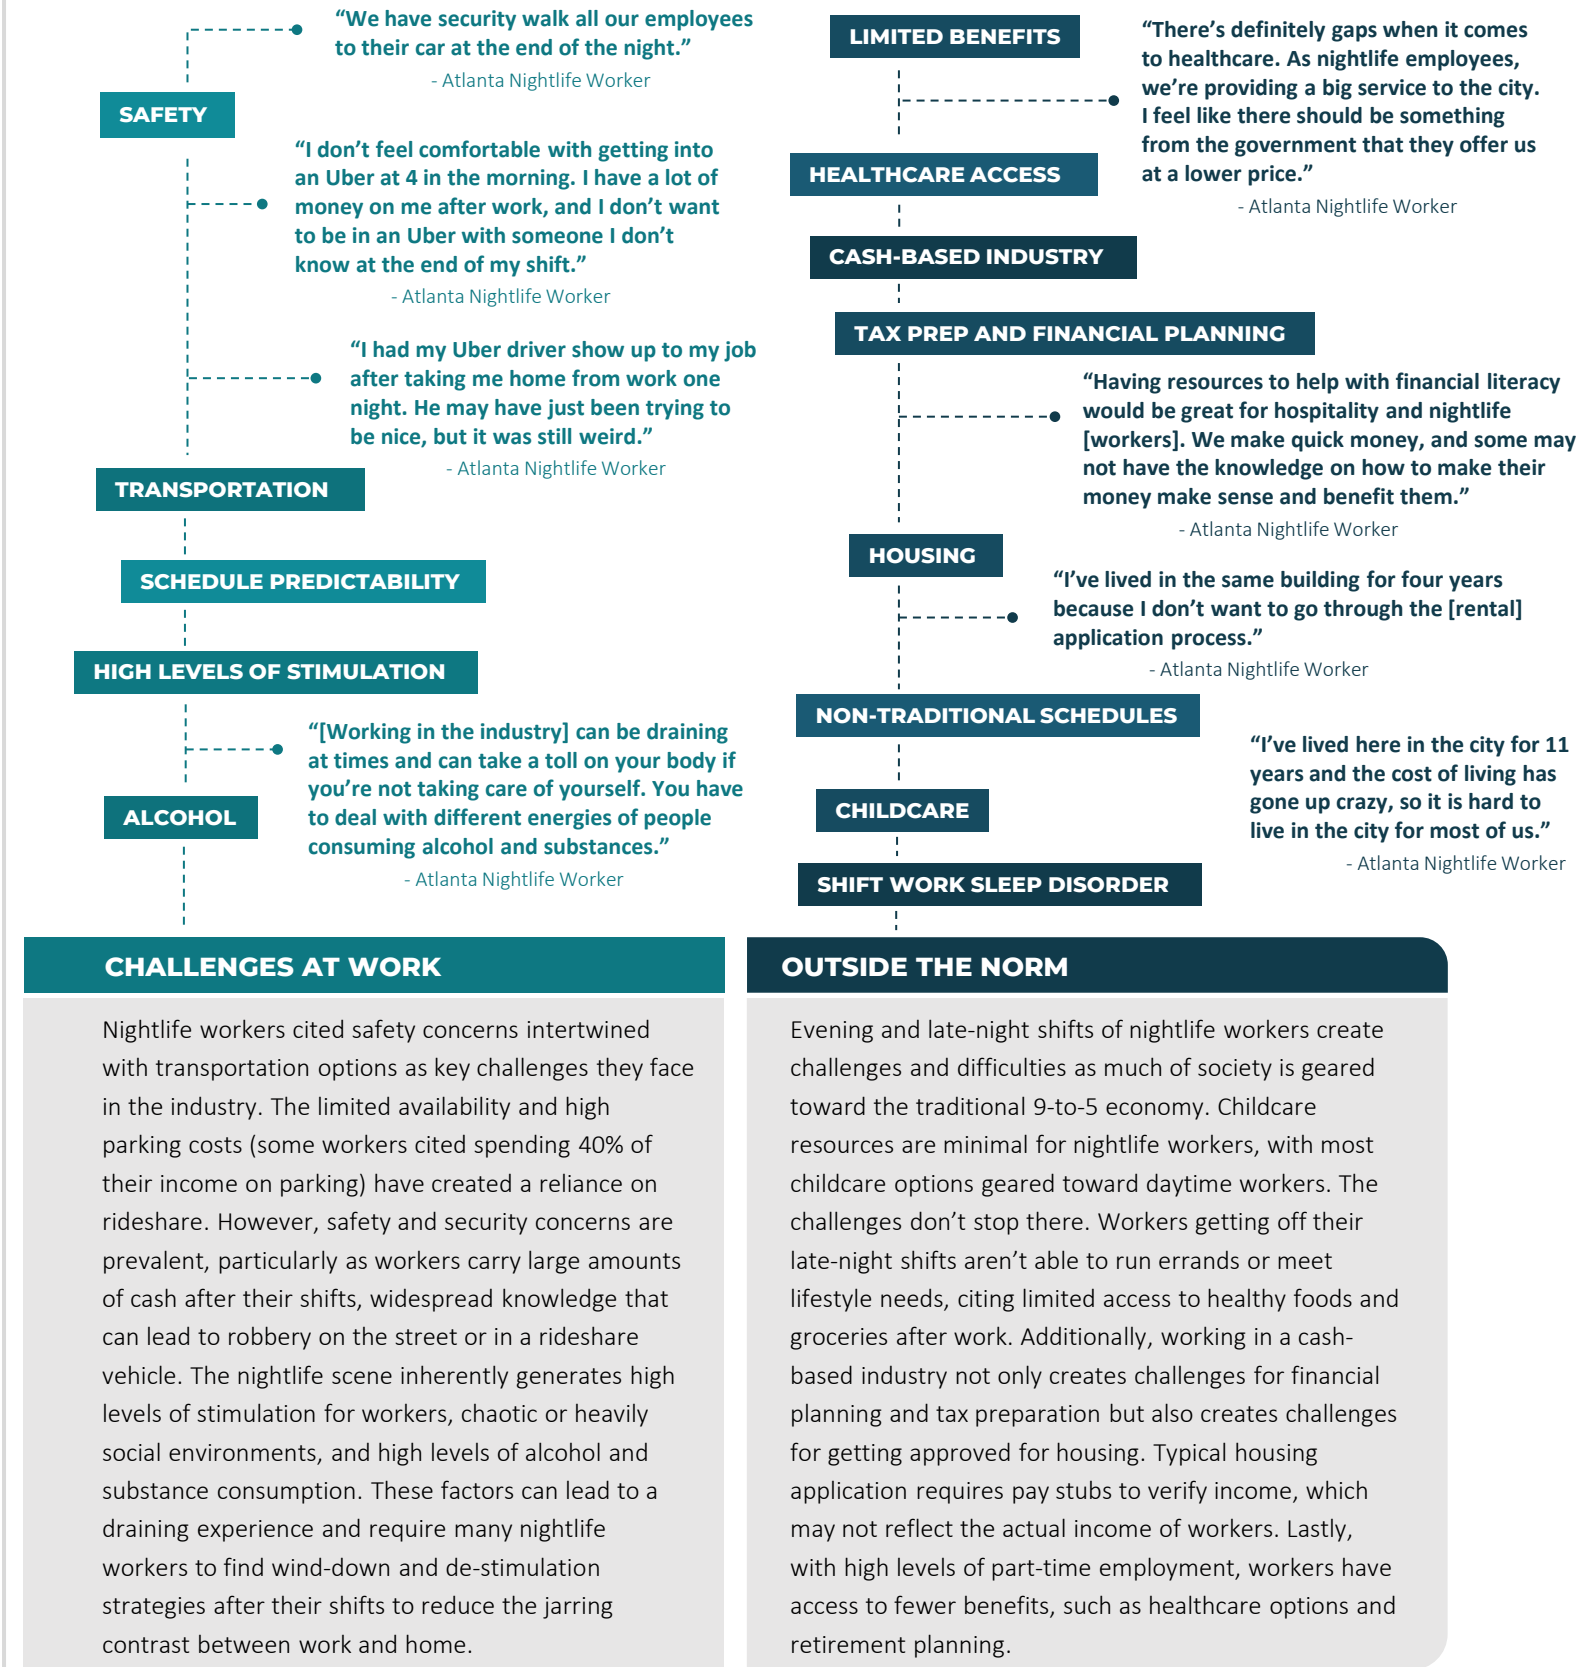 “We have security walk all our employees
to their car at the end of the night.”
- Atlanta Nightlife Worker
SAFETY
“I don’t feel comfortable with getting into
an Uber at 4 in the morning. I have a lot of
money on me after work, and I don’t want
to be in an Uber with someone I don’t
know at the end of my shift.”
- Atlanta Nightlife Worker
“I had my Uber driver show up to my job
after taking me home from work one
night. He may have just been trying to
be nice, but it was still weird.”
- Atlanta Nightlife Worker
TRANSPORTATION
SCHEDULE PREDICTABILITY
HIGH LEVELS OF STIMULATION
“[Working in the industry] can be draining
at times and can take a toll on your body if
you’re not taking care of yourself. You have
to deal with different energies of people
consuming alcohol and substances.”
- Atlanta Nightlife Worker
ALCOHOL
CHALLENGES AT WORK
Nightlife workers cited safety concerns intertwined
with transportation options as key challenges they face
in the industry. The limited availability and high
parking costs (some workers cited spending 40% of
their income on parking) have created a reliance on
rideshare. However, safety and security concerns are
prevalent, particularly as workers carry large amounts
of cash after their shifts, widespread knowledge that
can lead to robbery on the street or in a rideshare
vehicle. The nightlife scene inherently generates high
levels of stimulation for workers, chaotic or heavily
social environments, and high levels of alcohol and
substance consumption. These factors can lead to a
draining experience and require many nightlife
workers to find wind-down and de-stimulation
strategies after their shifts to reduce the jarring
contrast between work and home.
LIMITED BENEFITS
“There’s definitely gaps when it comes
to healthcare. As nightlife employees,
we’re providing a big service to the city.
I feel like there should be something
from the government that they offer us
at a lower price.”
- Atlanta Nightlife Worker
HEALTHCARE ACCESS
CASH-BASED INDUSTRY
TAX PREP AND FINANCIAL PLANNING
“Having resources to help with financial literacy
would be great for hospitality and nightlife
[workers]. We make quick money, and some may
not have the knowledge on how to make their
money make sense and benefit them.”
- Atlanta Nightlife Worker
HOUSING
“I’ve lived in the same building for four years
because I don’t want to go through the [rental]
application process.”
- Atlanta Nightlife Worker
NON-TRADITIONAL SCHEDULES
“I’ve lived here in the city for 11
years and the cost of living has
gone up crazy, so it is hard to
live in the city for most of us.”
- Atlanta Nightlife Worker
CHILDCARE
SHIFT WORK SLEEP DISORDER
OUTSIDE THE NORM
Evening and late-night shifts of nightlife workers create
challenges and difficulties as much of society is geared
toward the traditional 9-to-5 economy. Childcare
resources are minimal for nightlife workers, with most
childcare options geared toward daytime workers. The
challenges don’t stop there. Workers getting off their
late-night shifts aren’t able to run errands or meet
lifestyle needs, citing limited access to healthy foods and
groceries after work. Additionally, working in a cash-
based industry not only creates challenges for financial
planning and tax preparation but also creates challenges
for getting approved for housing. Typical housing
application requires pay stubs to verify income, which
may not reflect the actual income of workers. Lastly,
with high levels of part-time employment, workers have
access to fewer benefits, such as healthcare options and
retirement planning.